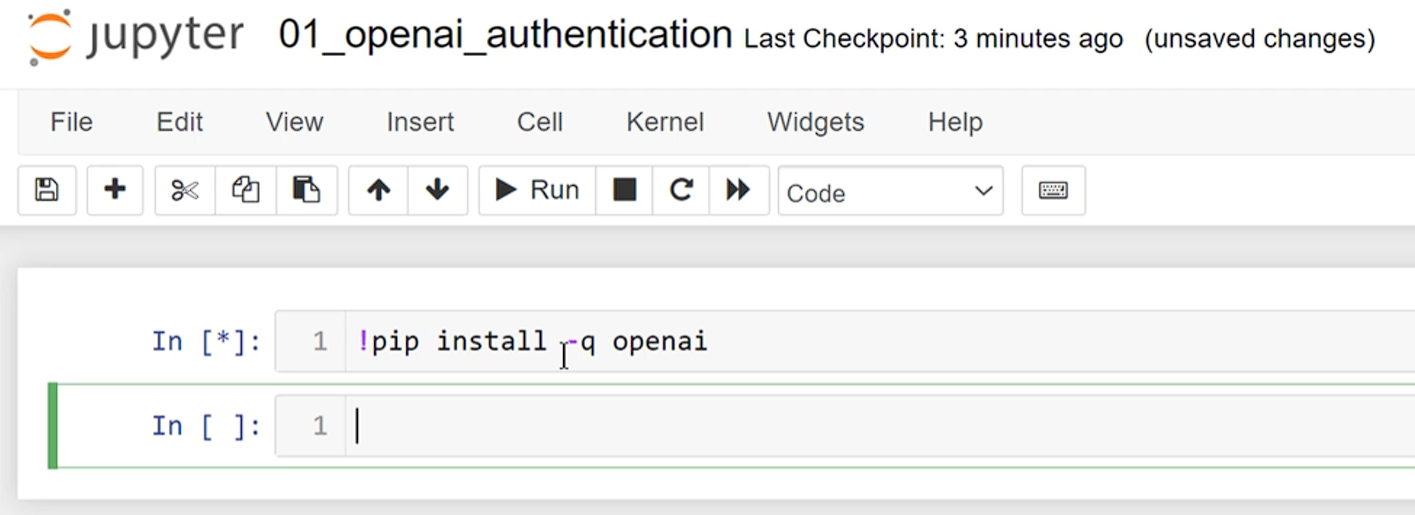 jupyter 01_openai_authentication Last Checkpoint: 3 minutes ago (unsaved changes)
File Edit View Insert Cell Kernel Widgets Help
Run Code
In [*]: 1 !pip install -q openai
In [ ]: 1